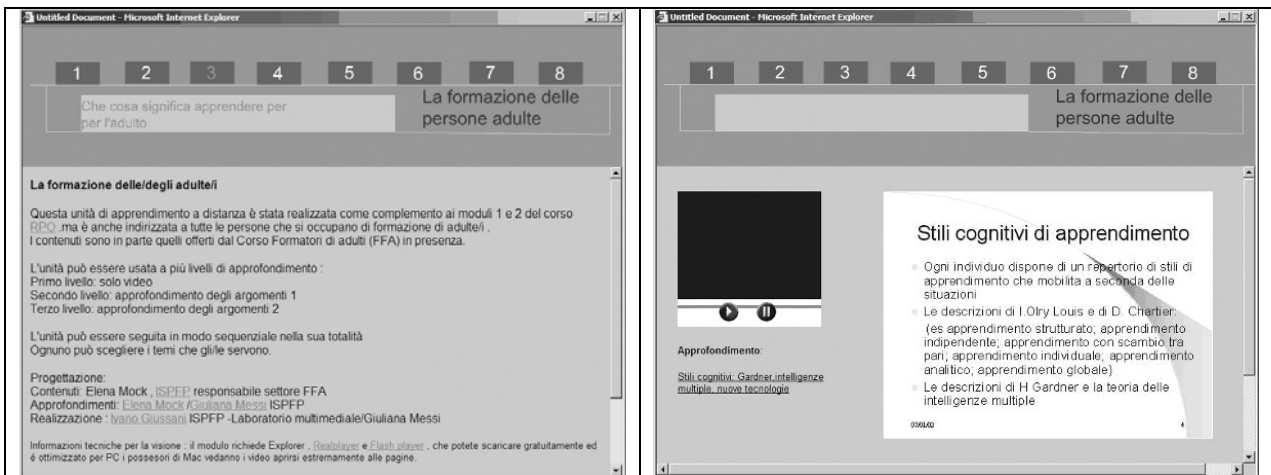 Untitled Document - Microsoft Internet Explorer
1 2 3 4 5 6 7 8
Che cosa significa apprendere per
per l'adulto
La formazione delle
persone adulte
La formazione delle/degli adulte/i
Questa unità di apprendimento a distanza è stata realizzata come complemento ai moduli 1 e 2 del corso
RPO .ma è anche indirizzata a tutte le persone che si occupano di formazione di adulte/i .
I contenuti sono in parte quelli offerti dal Corso Formatori di adulti (FFA) in presenza.
L'unità può essere usata a più livelli di approfondimento :
Primo livello: solo video
Secondo livello: approfondimento degli argomenti 1
Terzo livello: approfondimento degli argomenti 2
L'unità può essere seguita in modo sequenziale nella sua totalità
Ognuno può scegliere i temi che gli/le servono.
Progettazione:
Contenuti: Elena Mock , ISPFP responsabile settore FFA
Approfondimenti: Elena Mock /Giuliana Messi ISPFP
Realizzazione : Ivano Giussani ISPFP -Laboratorio multimediale/Giuliana Messi
Informazioni tecniche per la visione : il modulo richiede Explorer , Realplayer e Flash player . che potete scaricare gratuitamente ed
é ottimizzato per PC i possesori di Mac vedanno i video aprirsi estremamente alle pagine.
Untitled Document - Microsoft Internet Explorer
1 2 3 4 5 6 7 8
La formazione delle
persone adulte
Approfondimento:
Stili cognitivi: Gardner,intelligenze
multiple, nuove tecnologie
Stili cognitivi di apprendimento
Ogni individuo dispone di un repertorio di stili di
apprendimento che mobilita a seconda delle
situazioni
Le descrizioni di I.Olry Louis e di D. Chartier:
(es apprendimento strutturato; apprendimento
indipendente; apprendimento con scambio tra
pari; apprendimento individuale; apprendimento
analitico; apprendimento globale)
Le descrizioni di H Gardner e la teoria delle
intelligenze multiple
03/01/02 4